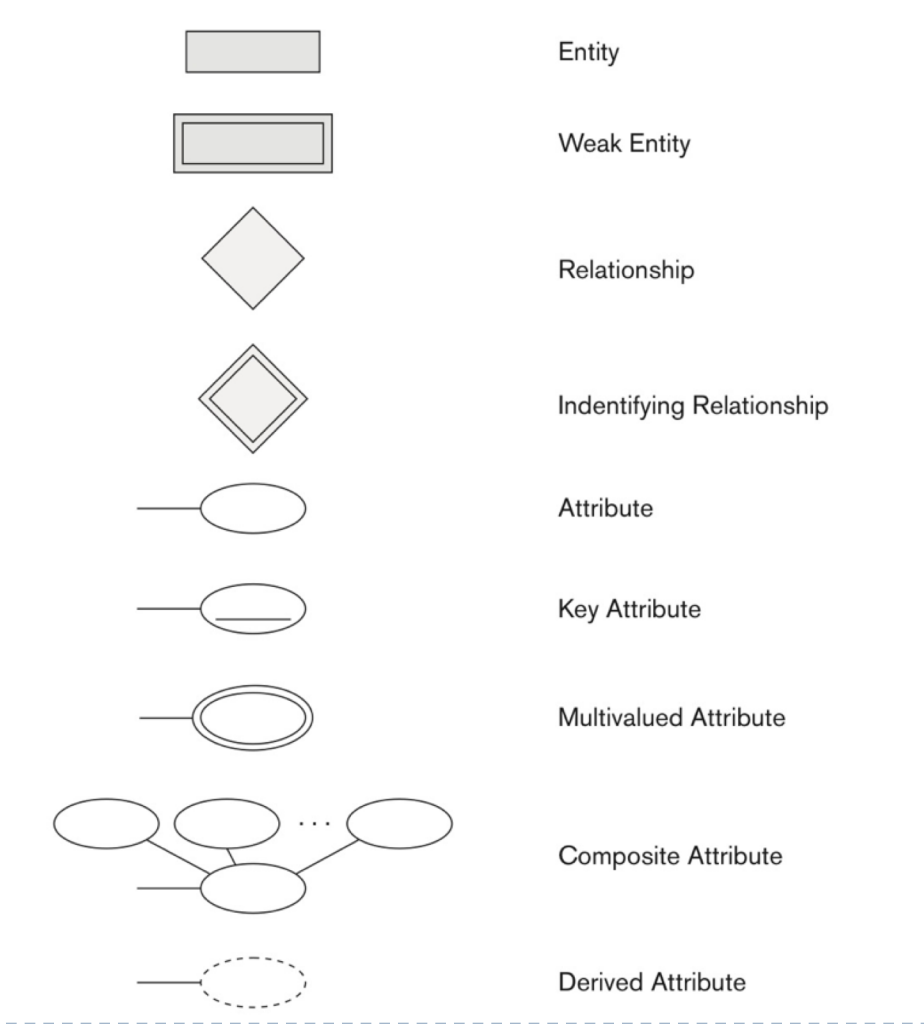 Entity
Weak Entity
Relationship
Indentifying Relationship
Attribute
Key Attribute
Multivalued Attribute
. . .
Composite Attribute
Derived Attribute